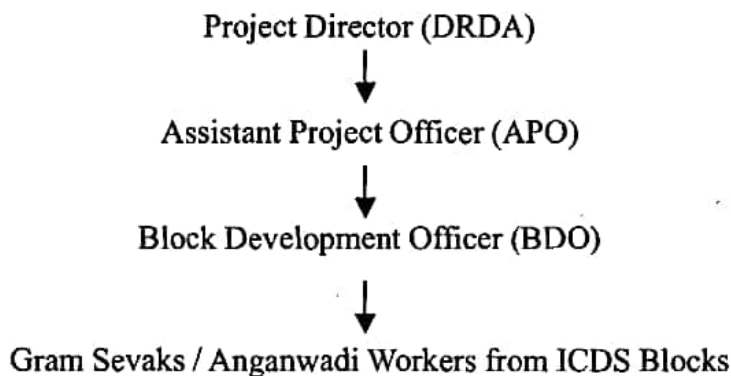 Project Director (DRDA)
Assistant Project Officer (APO)
Block Development Officer (BDO)
Gram Sevaks / Anganwadi Workers from ICDS Blocks